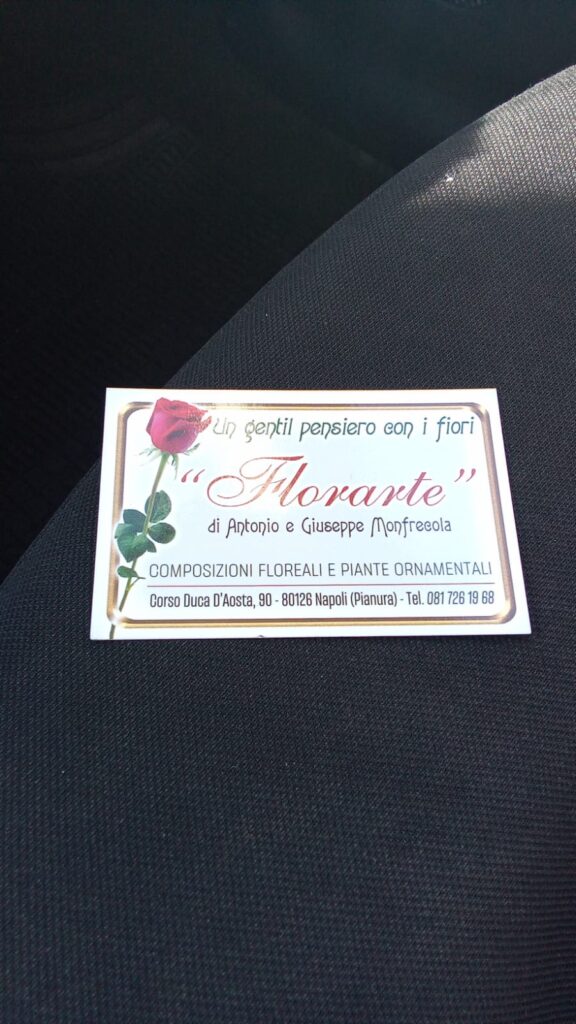 Un gentil pensiero con i fiori
"Florarte"
di Antonio e Giuseppe Monfrecola
COMPOSIZIONI FLOREALI E PIANTE ORNAMENTALI
Corso Duca D'Aosta, 90 - 80126 Napoli (Pianura) - Tel. 081 726 19 68